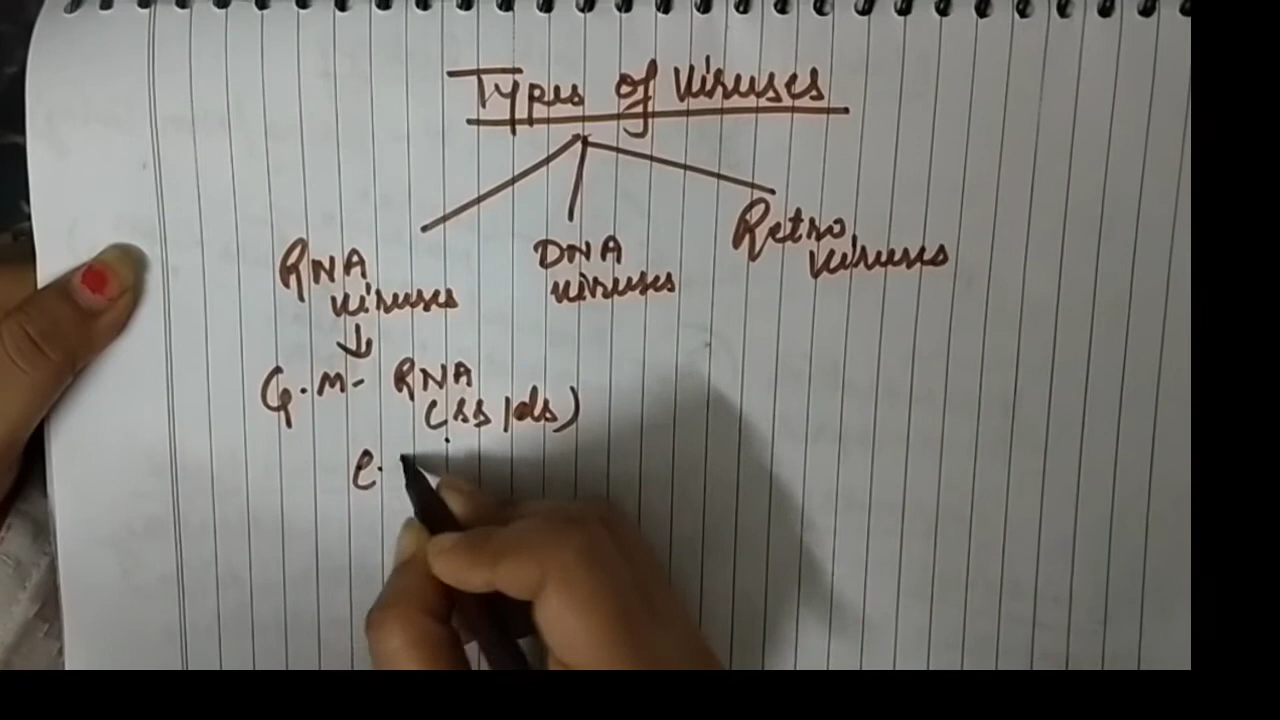 Types of Viruses
RNA
viruses
DNA
viruses
Retro
viruses
G.M- RNA
(ss/ds)
e.